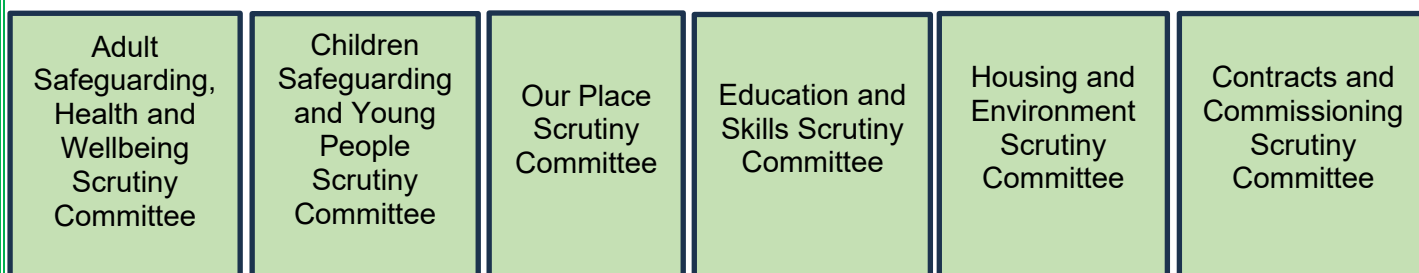 Adult
Safeguarding,
Health and
Wellbeing
Scrutiny
Committee
Children
Safeguarding
and Young
People
Scrutiny
Committee
Our Place
Scrutiny
Committee
Education and
Skills Scrutiny
Committee
Housing and
Environment
Scrutiny
Committee
Contracts and
Commissioning
Scrutiny
Committee